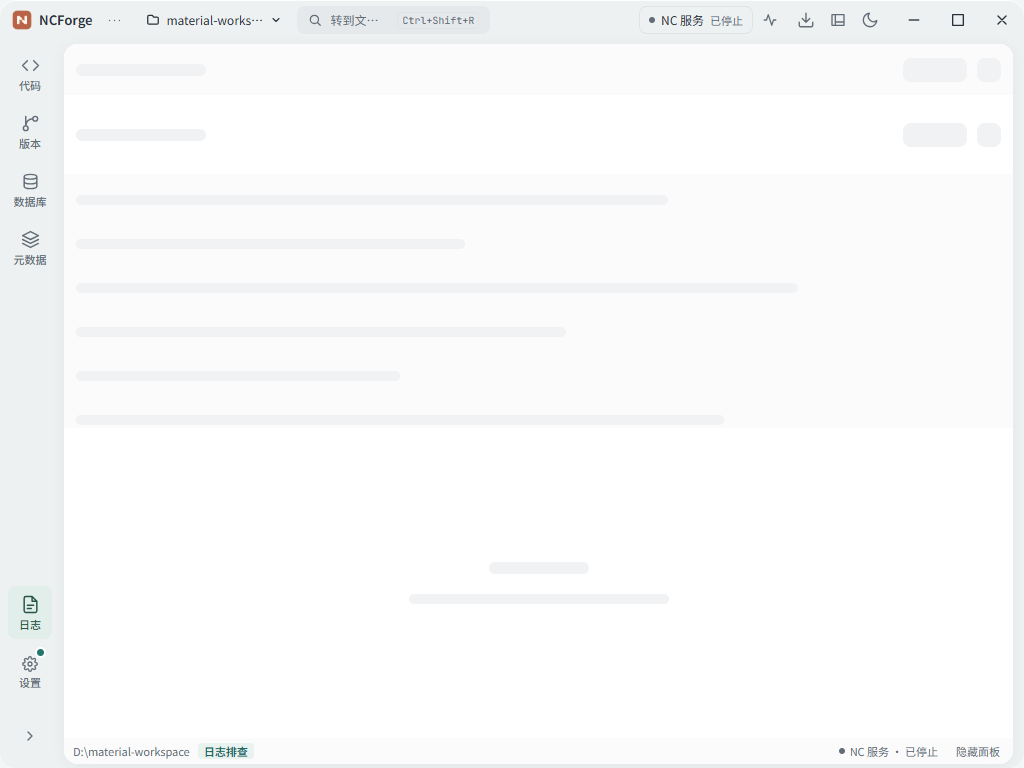 NCForge ··· material-works··· 转到文··· Ctrl+Shift+R NC 服务 已停止
代码
版本
数据库
元数据
日志
设置
D:\material-workspace 日志排查 NC 服务 · 已停止 隐藏面板